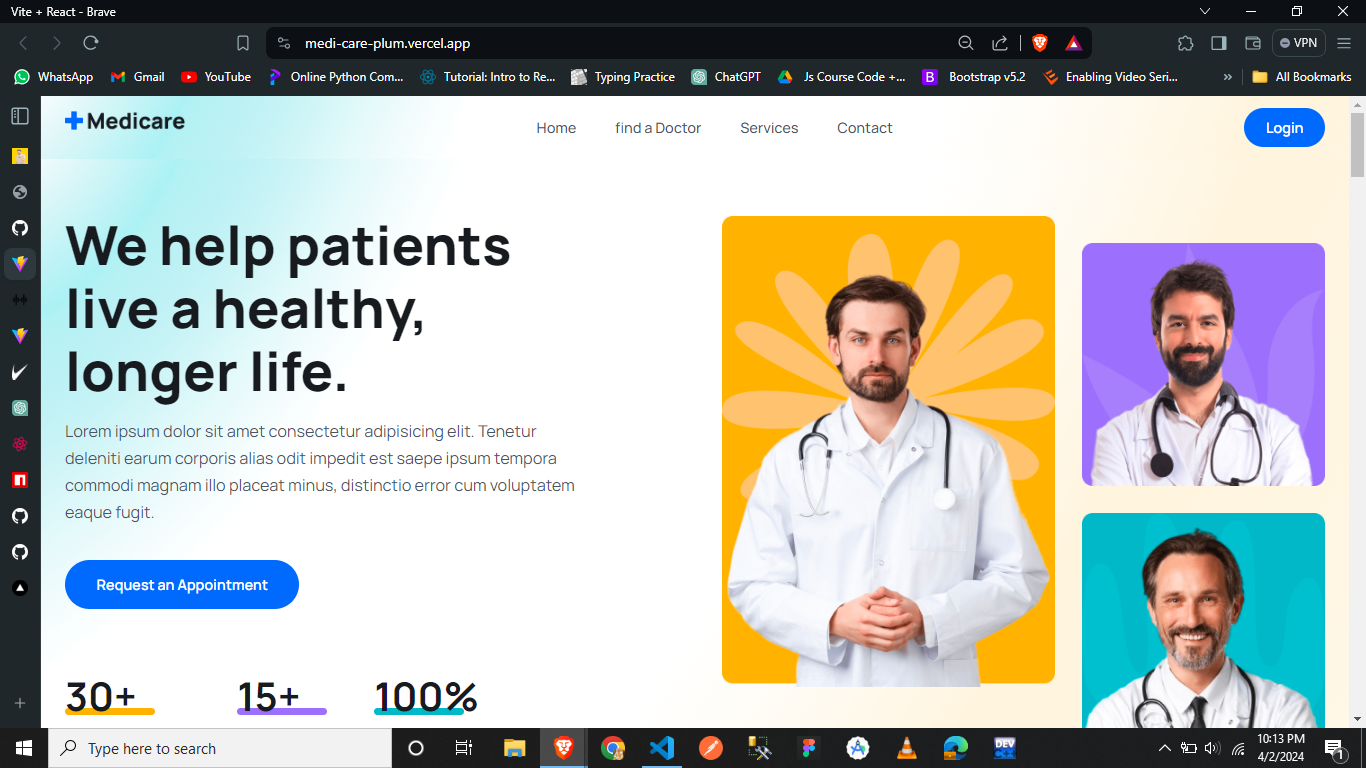 Vite + React - Brave
medi-care-plum.vercel.app
VPN
WhatsApp
Gmail
YouTube
Online Python Com...
Tutorial: Intro to Re...
Typing Practice
ChatGPT
Js Course Code +...
B
Bootstrap v5.2
Enabling Video Seri...
»
All Bookmarks
Medicare
Home
find a Doctor
Services
Contact
Login
We help patients
live a healthy,
longer life.
Lorem ipsum dolor sit amet consectetur adipisicing elit. Tenetur
deleniti earum corporis alias odit impedit est saepe ipsum tempora
commodi magnam illo placeat minus, distinctio error cum voluptatem
eaque fugit.
Request an Appointment
30+
15+
100%
Type here to search
DEV
C++
10:13 PM
4/2/2024
1